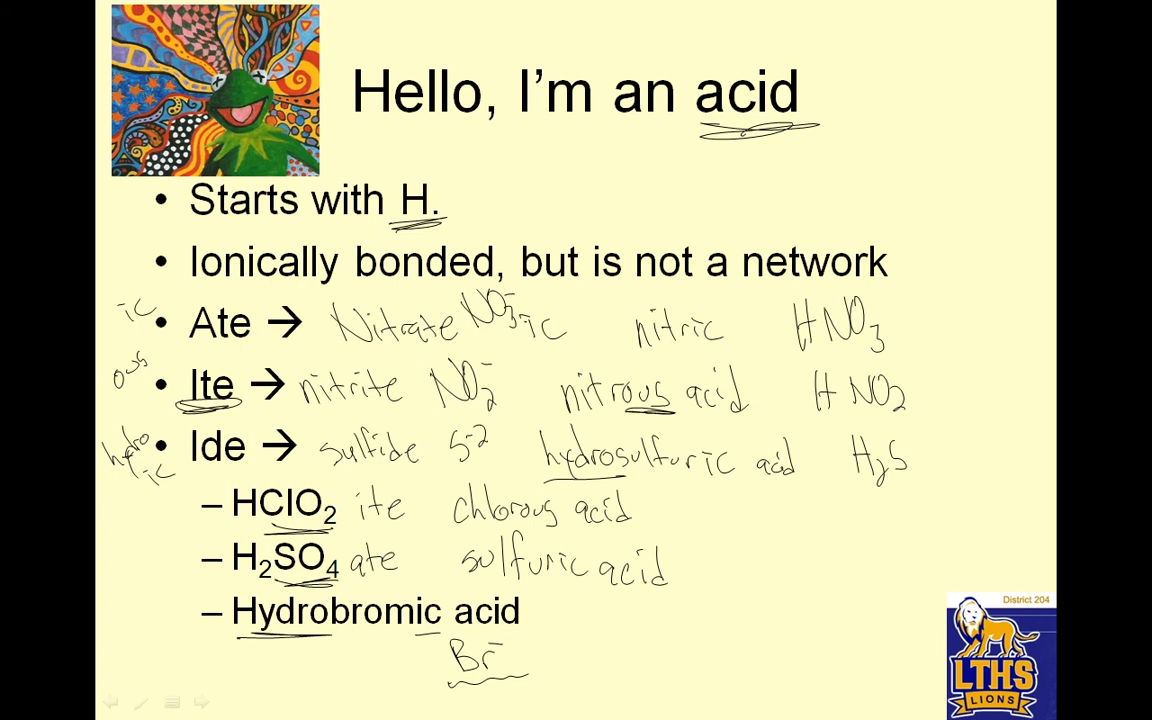 Hello, I'm an acid
• Starts with H.
• Ionically bonded, but is not a network
ic • Ate → Nitrate NO₃⁻ ic nitric HNO₃
ous • Ite → nitrite NO₂⁻ nitrous acid HNO₂
hydro ic • Ide → sulfide S⁻² hydrosulfuric acid H₂S
– HClO₂ ite chlorous acid
– H₂SO₄ ate sulfuric acid
– Hydrobromic acid
Br⁻
District 204
LTHS
LIONS